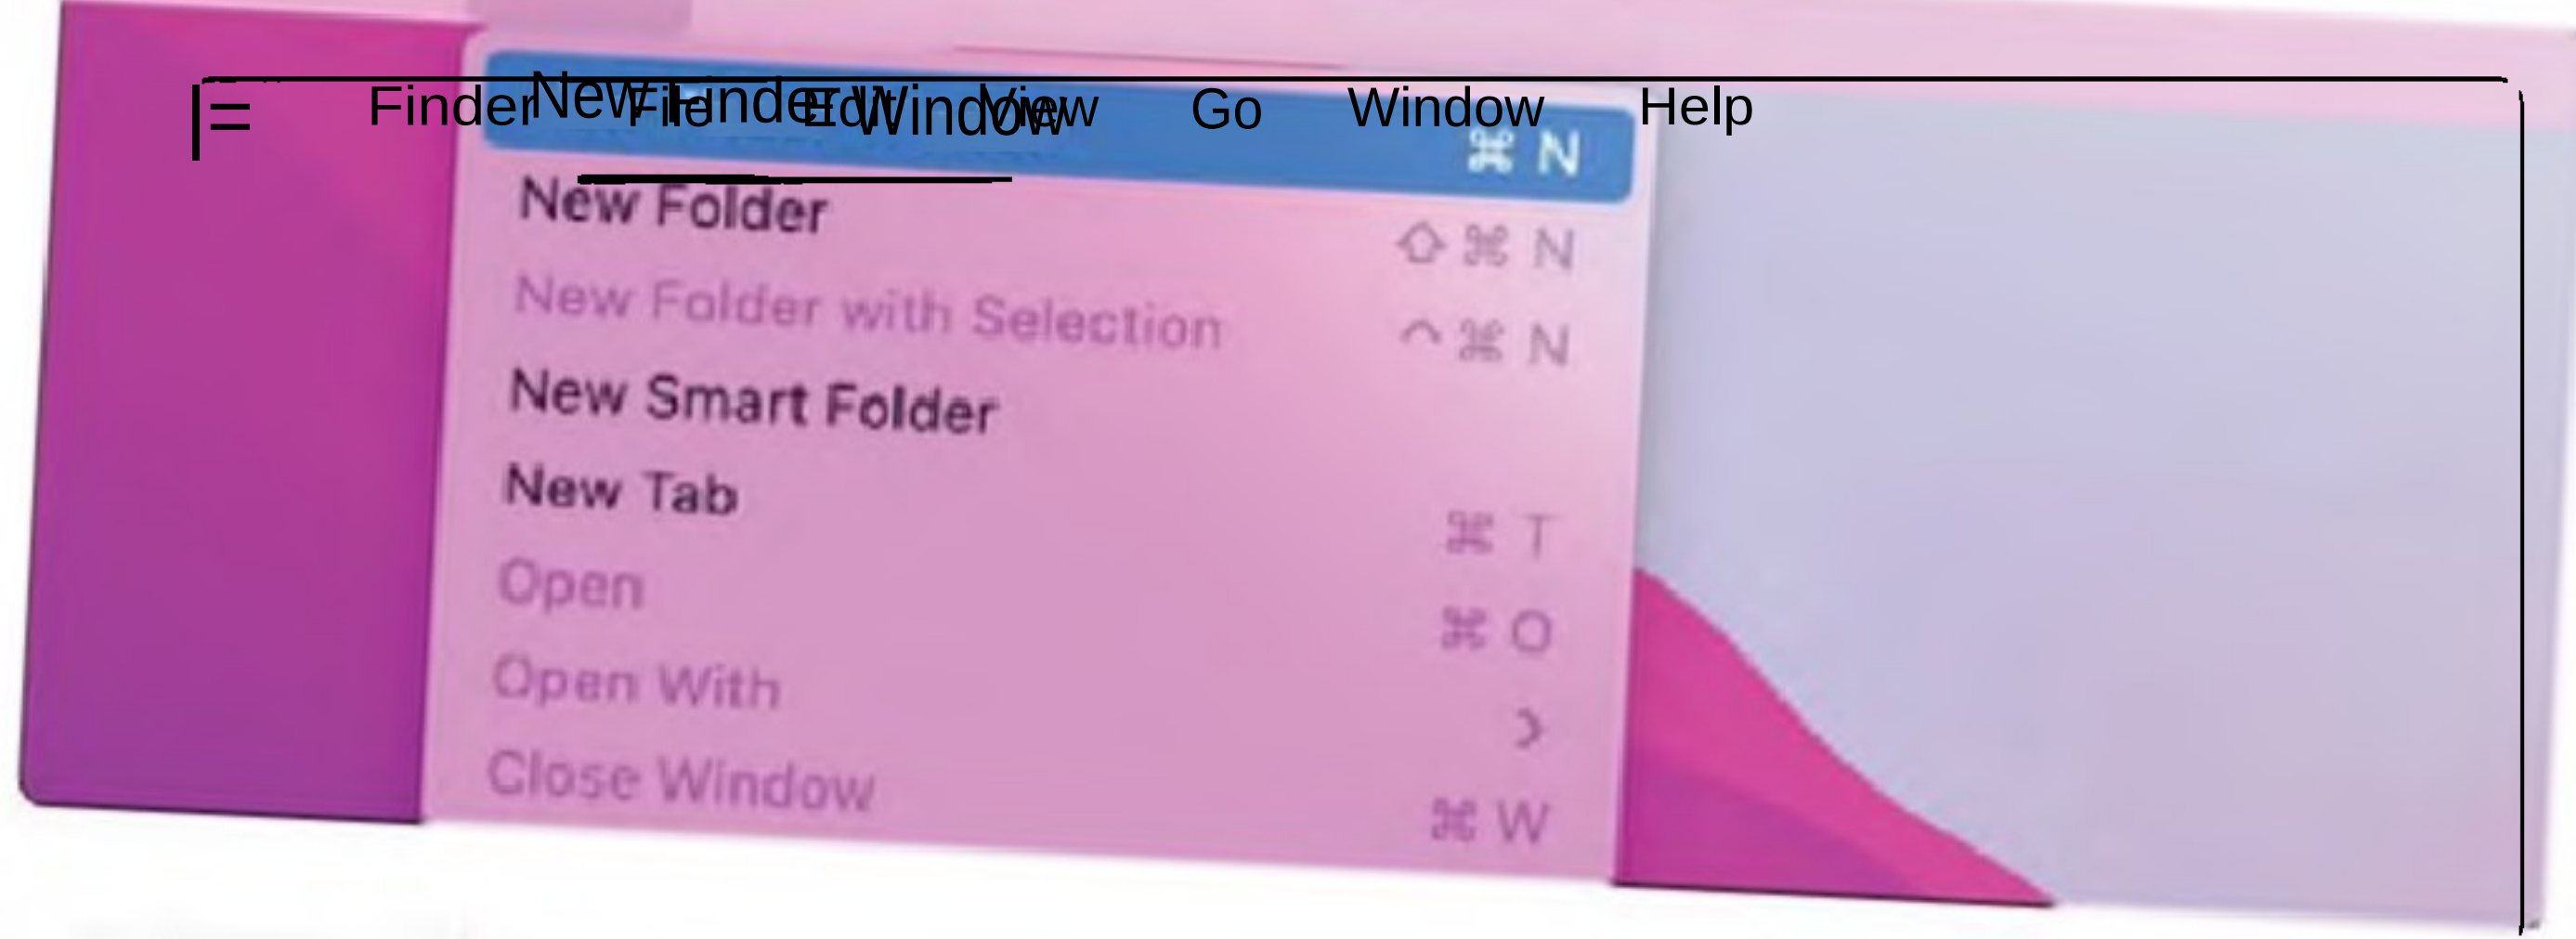 Finder File Edit View Go Window Help
New Finder Window ⌘ N
New Folder ⇧ ⌘ N
New Folder with Selection ^ ⌘ N
New Smart Folder
New Tab ⌘ T
Open ⌘ O
Open With >
Close Window ⌘ W